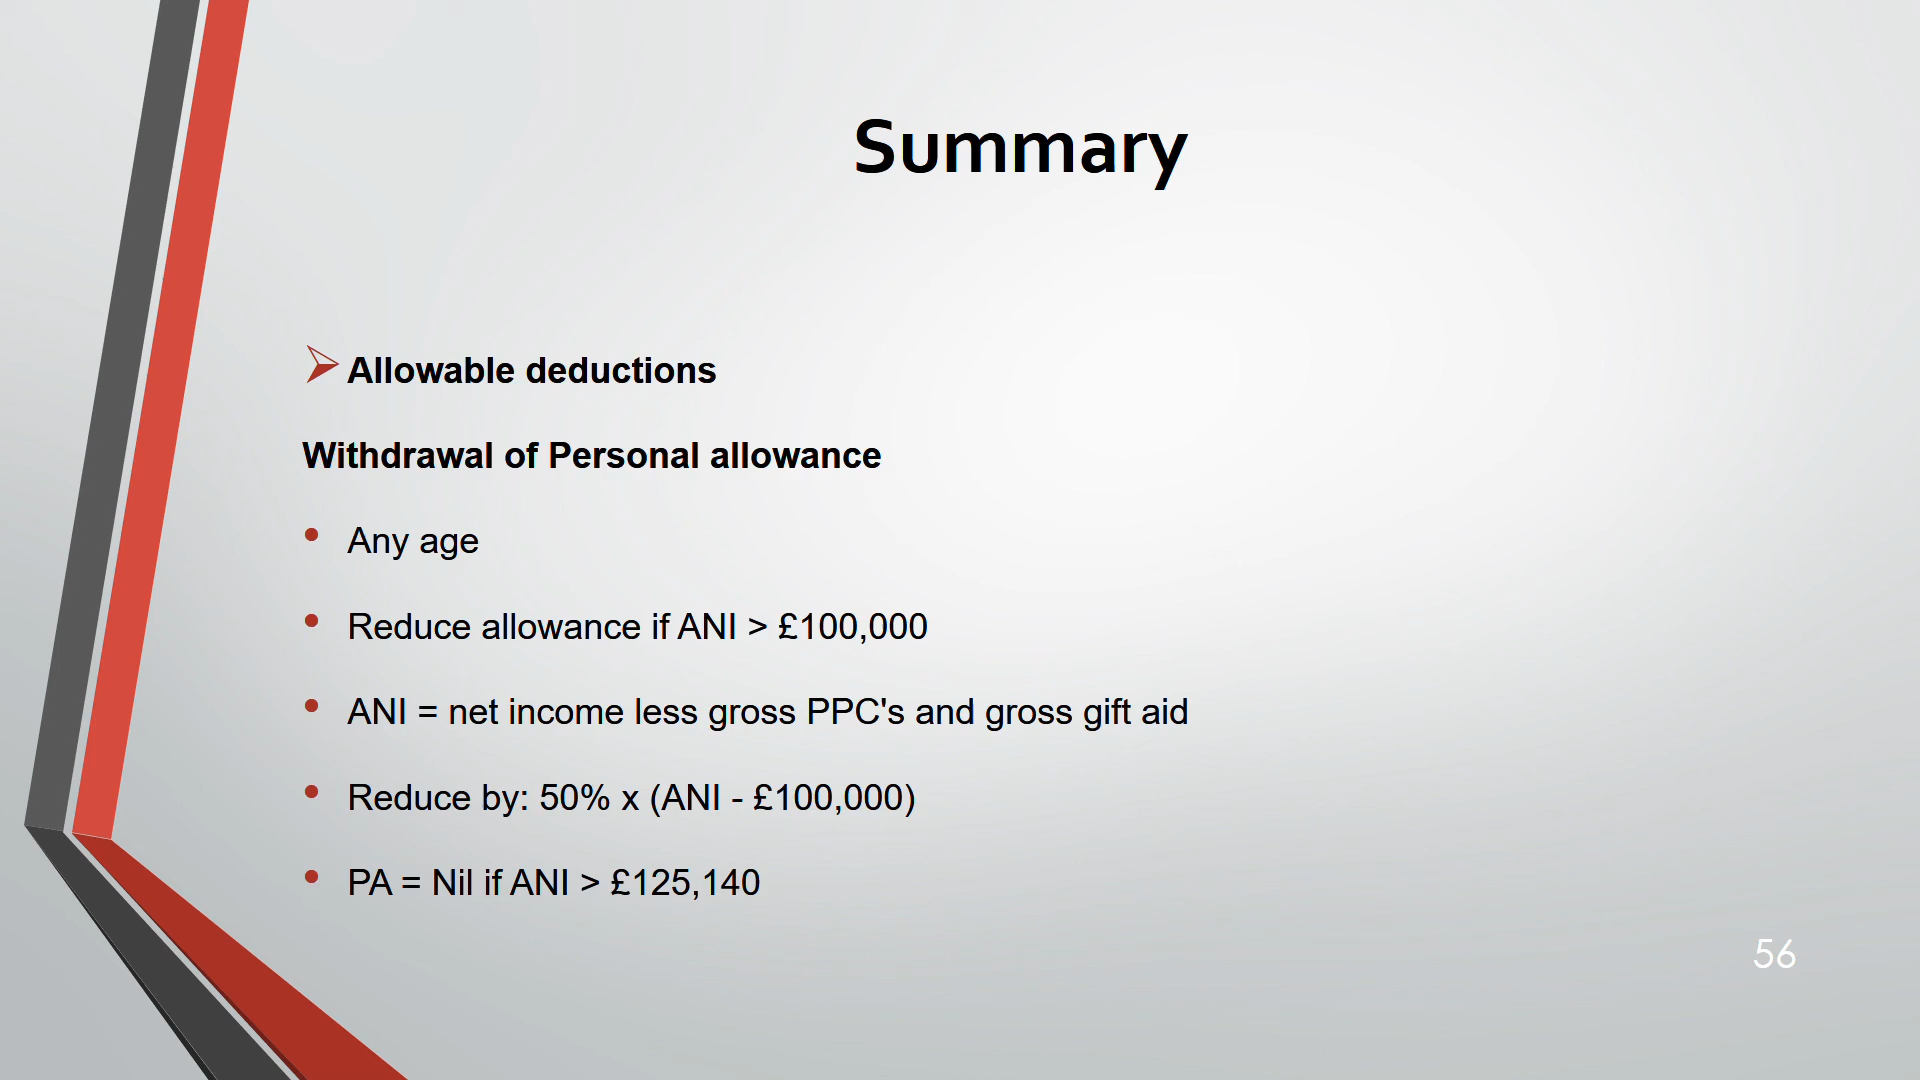 Summary
Allowable deductions
Withdrawal of Personal allowance
Any age
Reduce allowance if ANI > £100,000
ANI = net income less gross PPC's and gross gift aid
Reduce by: 50% x (ANI - £100,000)
PA = Nil if ANI > £125,140
56